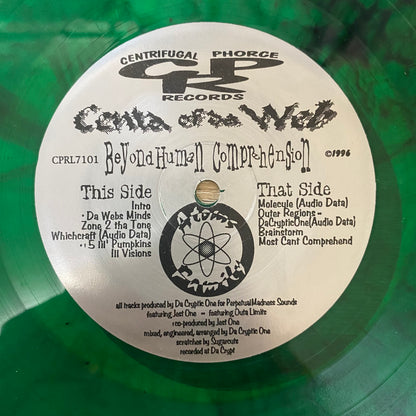 CENTRIFUGAL PHORCE
CPR
RECORDS
Centa of da Web
CPRL7101
Beyond Human Comprehension
©1996
This Side
Intro
· Da Webs Minds
Zone 2 tha Tone
Whichcraft (Audio Data)
· · 5 lil' Pumpkins
Ill Visions
That Side
Molecule (Audio Data)
Outer Regions -
DaCrypticOne(Audio Data)
Brainstorm
Most Cant Comprehend
Atoms
Family
all tracks produced by Da Cryptic One for PerpetualMadness Sounds
· featuring Jest One ·· featuring Outa Limits
·· co-produced by Jest One
mixed, engineered, arranged by Da Cryptic One
scratches by Sugarcuts
recorded at Da Crypt